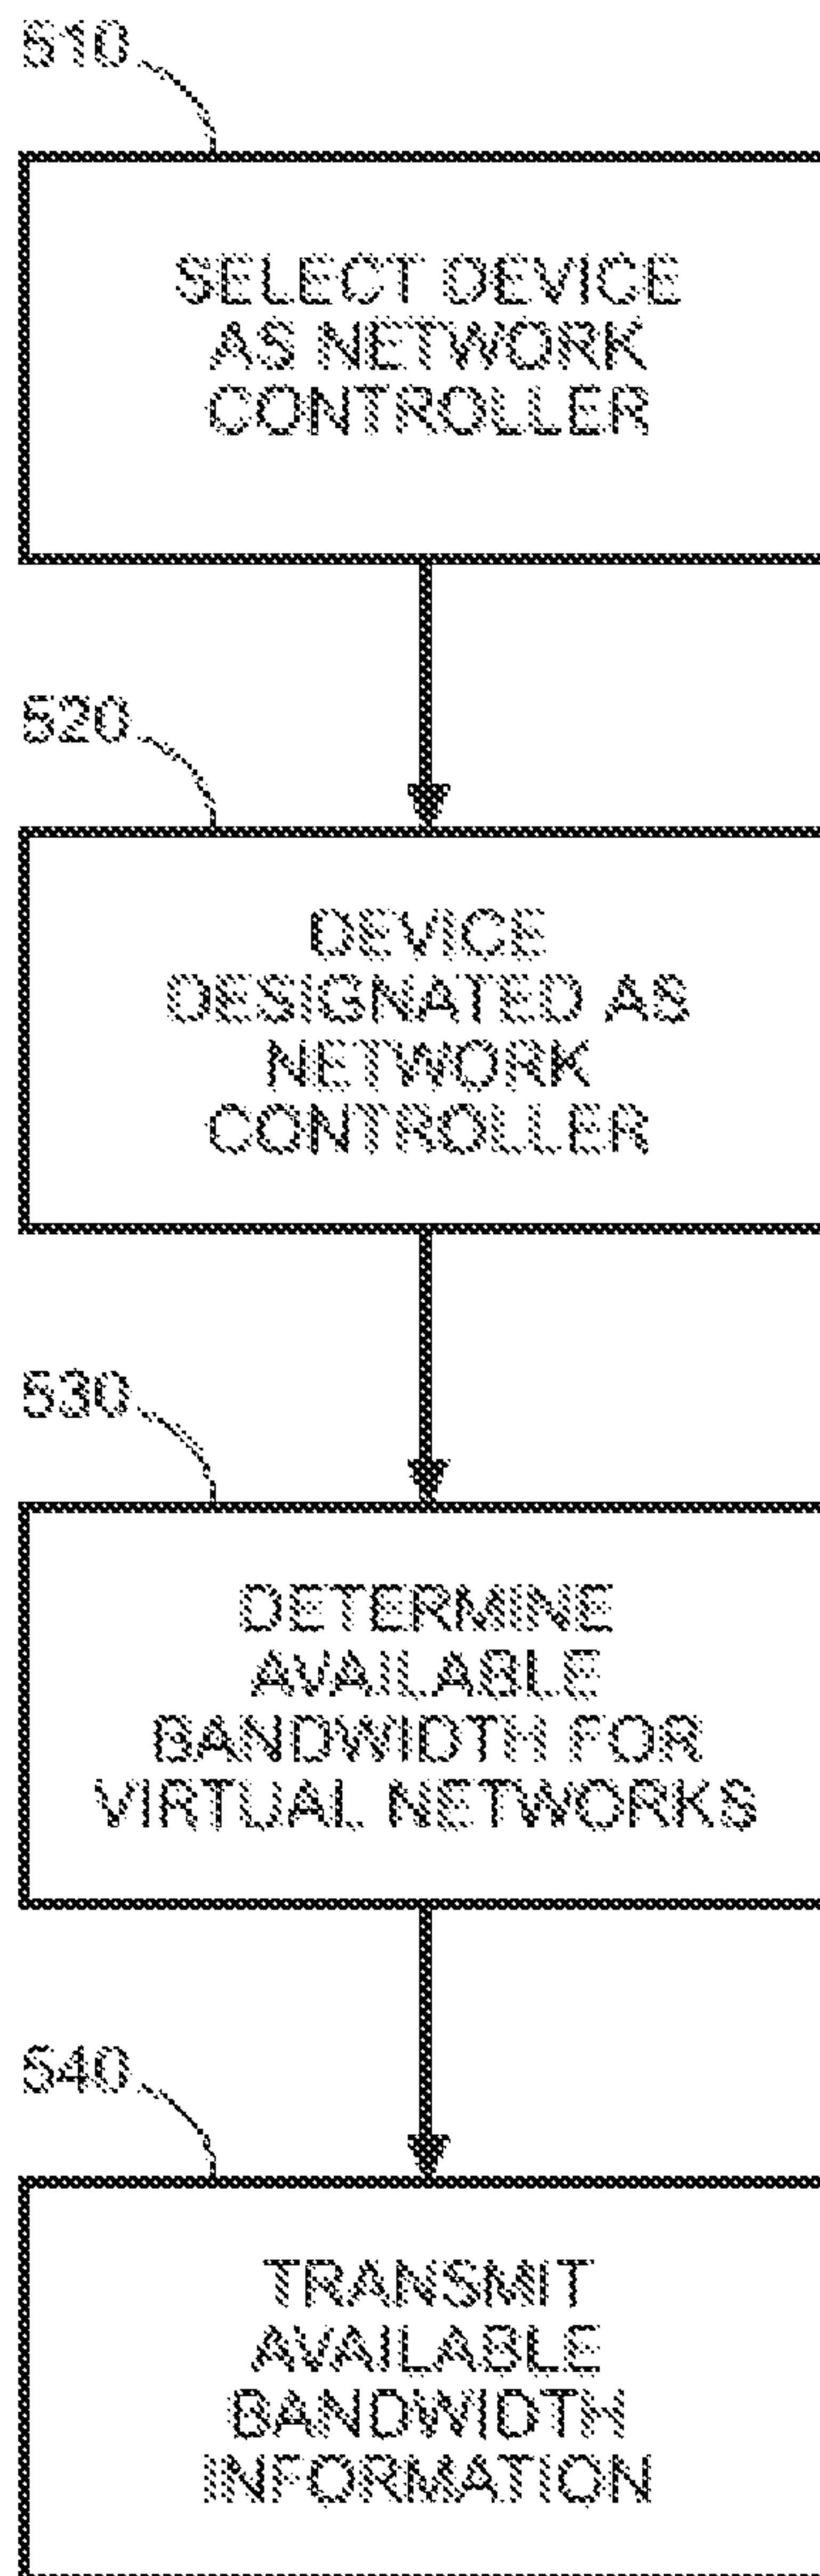 510
SELECT DEVICE
AS NETWORK
CONTROLLER
520
DEVICE
DESIGNATED AS
NETWORK
CONTROLLER
530
DETERMINE
AVAILABLE
BANDWIDTH FOR
VIRTUAL NETWORKS
540
TRANSMIT
AVAILABLE
BANDWIDTH
INFORMATION